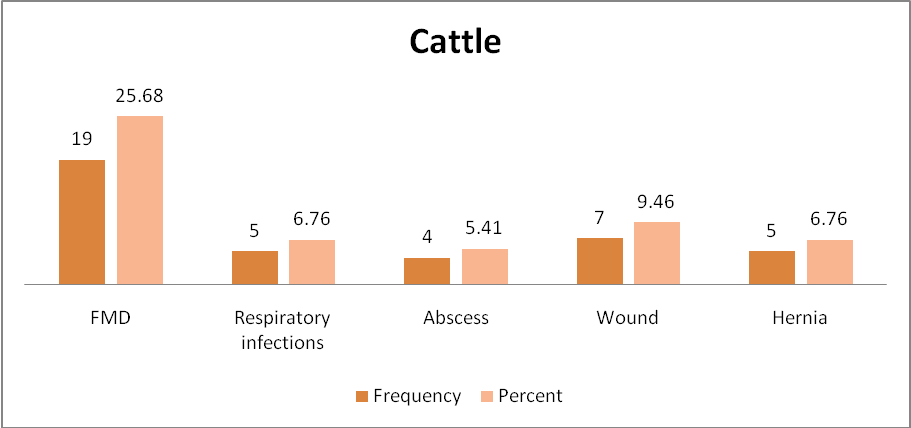 Cattle
25.68
19
5
6.76
4
5.41
7
9.46
5
6.76
FMD
Respiratory
infections
Abscess
Wound
Hernia
Frequency
Percent